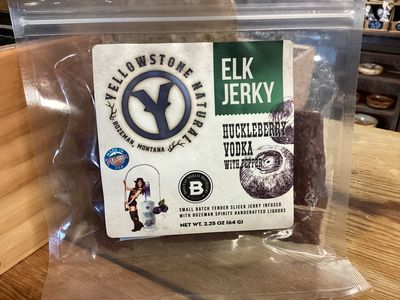 YELLOWSTONE NATURAL
BOZEMAN, MONTANA
Y
ELK
JERKY
HUCKLEBERRY
VODKA
WITH PEPPER
B
SMALL BATCH TENDER SLICED JERKY INFUSED
WITH BOZEMAN SPIRITS HANDCRAFTED LIQUORS
NET WT. 2.25 OZ (64 G)